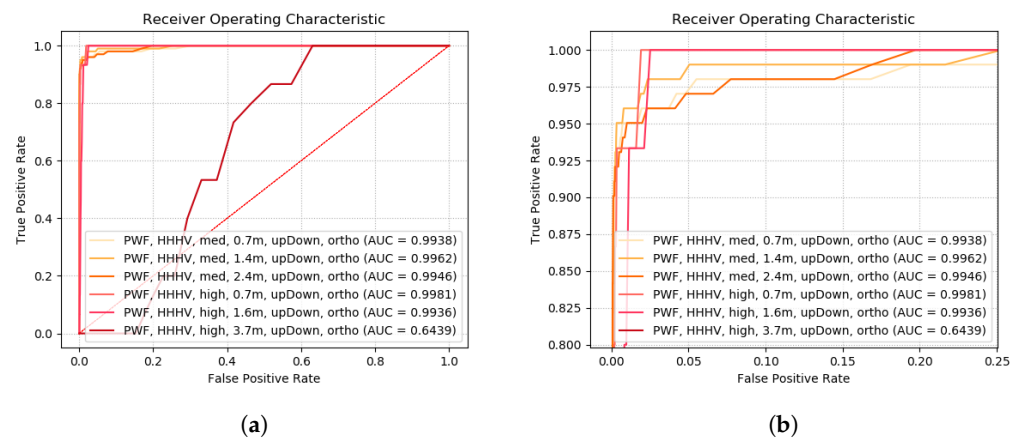 Receiver Operating Characteristic
1.0
0.8
0.6
0.4
0.2
0.0
True Positive Rate
PWF, HHHV, med, 0.7m, upDown, ortho (AUC = 0.9938)
PWF, HHHV, med, 1.4m, upDown, ortho (AUC = 0.9962)
PWF, HHHV, med, 2.4m, upDown, ortho (AUC = 0.9946)
PWF, HHHV, high, 0.7m, upDown, ortho (AUC = 0.9981)
PWF, HHHV, high, 1.6m, upDown, ortho (AUC = 0.9936)
PWF, HHHV, high, 3.7m, upDown, ortho (AUC = 0.6439)
0.0 0.2 0.4 0.6 0.8 1.0
False Positive Rate
(a)
Receiver Operating Characteristic
1.000
0.975
0.950
0.925
0.900
0.875
0.850
0.825
0.800
True Positive Rate
PWF, HHHV, med, 0.7m, upDown, ortho (AUC = 0.9938)
PWF, HHHV, med, 1.4m, upDown, ortho (AUC = 0.9962)
PWF, HHHV, med, 2.4m, upDown, ortho (AUC = 0.9946)
PWF, HHHV, high, 0.7m, upDown, ortho (AUC = 0.9981)
PWF, HHHV, high, 1.6m, upDown, ortho (AUC = 0.9936)
PWF, HHHV, high, 3.7m, upDown, ortho (AUC = 0.6439)
0.00 0.05 0.10 0.15 0.20 0.25
False Positive Rate
(b)